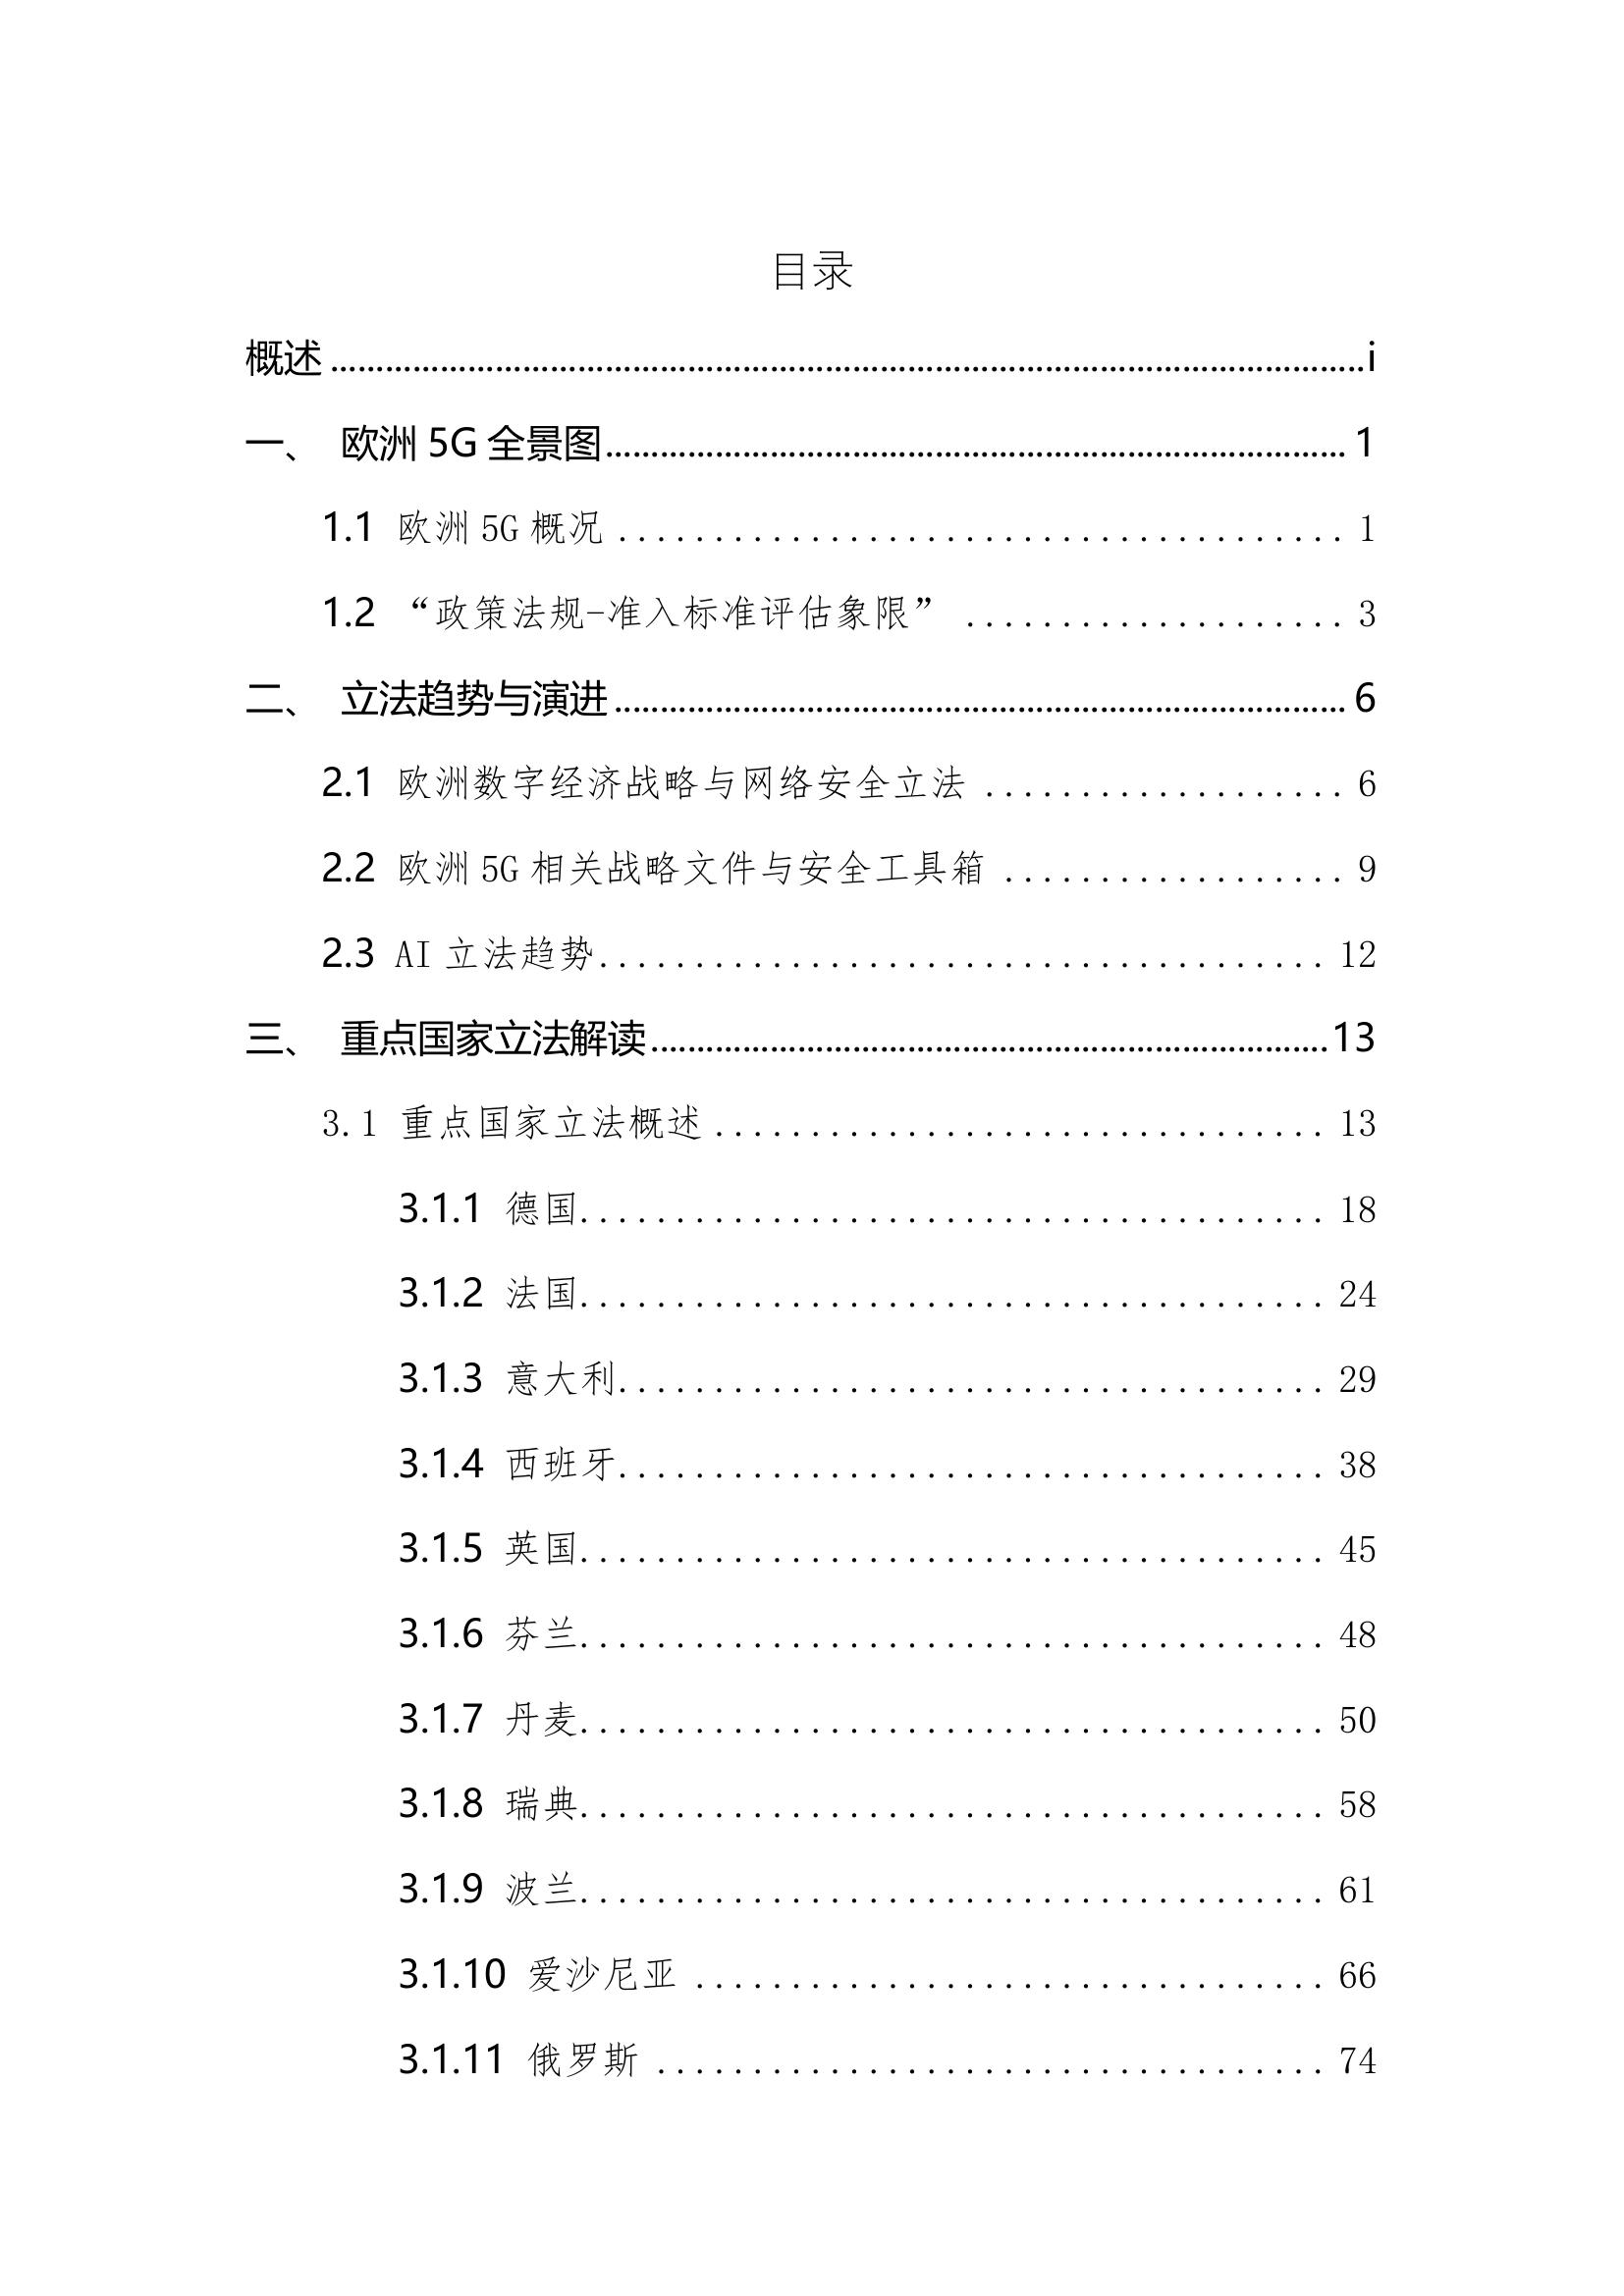 目录
概述 ........................................ i
一、 欧洲 5G 全景图 ........................................ 1
1.1 欧洲 5G 概况 ........................................ 1
1.2 “政策法规-准入标准评估象限” ........................................ 3
二、 立法趋势与演进 ........................................ 6
2.1 欧洲数字经济战略与网络安全立法 ........................................ 6
2.2 欧洲 5G 相关战略文件与安全工具箱 ........................................ 9
2.3 AI 立法趋势 ........................................ 12
三、 重点国家立法解读 ........................................ 13
3.1 重点国家立法概述 ........................................ 13
3.1.1 德国 ........................................ 18
3.1.2 法国 ........................................ 24
3.1.3 意大利 ........................................ 29
3.1.4 西班牙 ........................................ 38
3.1.5 英国 ........................................ 45
3.1.6 芬兰 ........................................ 48
3.1.7 丹麦 ........................................ 50
3.1.8 瑞典 ........................................ 58
3.1.9 波兰 ........................................ 61
3.1.10 爱沙尼亚 ........................................ 66
3.1.11 俄罗斯 ........................................ 74